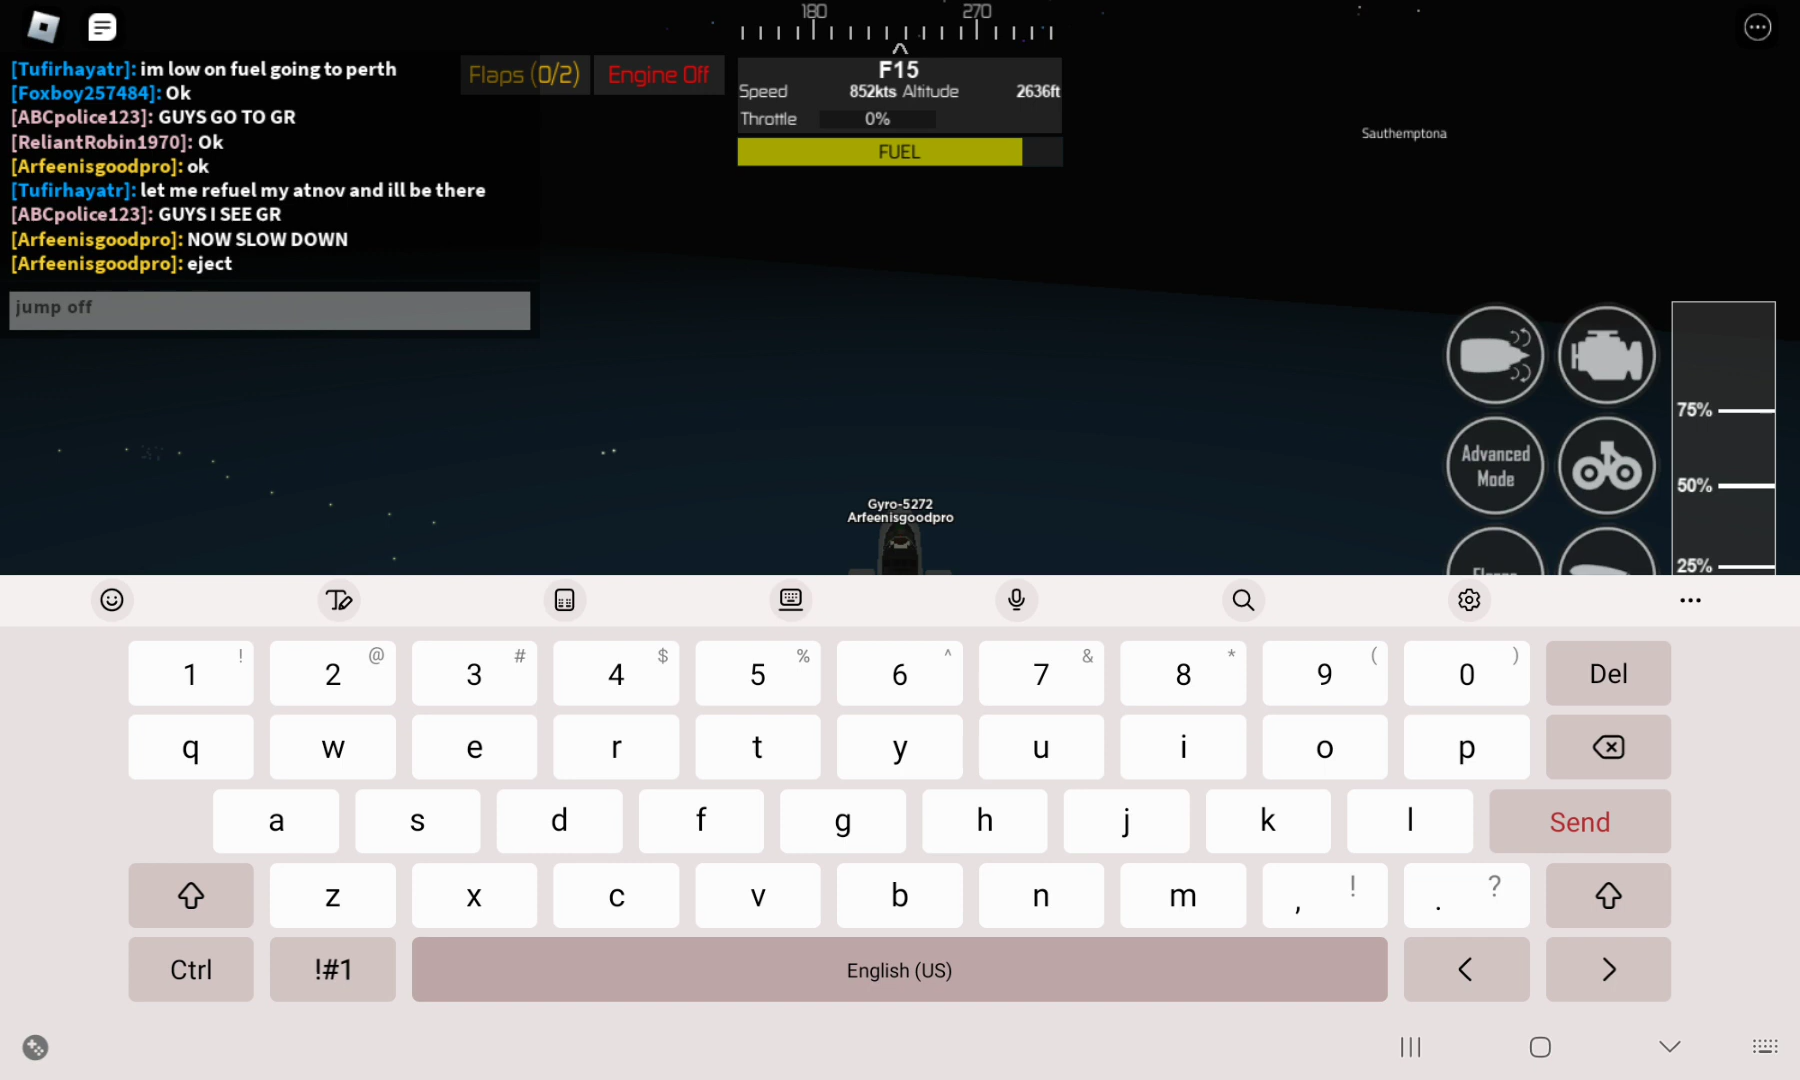 180 270
[Tufirhayatr]: im low on fuel going to perth
[Foxboy257484]: Ok
[ABCpolice123]: GUYS GO TO GR
[ReliantRobin1970]: Ok
[Arfeenisgoodpro]: ok
[Tufirhayatr]: let me refuel my atnov and ill be there
[ABCpolice123]: GUYS I SEE GR
[Arfeenisgoodpro]: NOW SLOW DOWN
[Arfeenisgoodpro]: eject
jump off
Flaps (0/2) Engine Off
F15
Speed 852kts Altitude 2636ft
Throttle 0%
FUEL
Sauthemptona
Advanced
Mode
75%
50%
25%
Gyro-5272
Arfeenisgoodpro
1 ! 2 @ 3 # 4 $ 5 % 6 ^ 7 & 8 * 9 ( 0 ) Del
q w e r t y u i o p
a s d f g h j k l Send
z x c v b n m , ! . ?
Ctrl !#1 English (US) < >